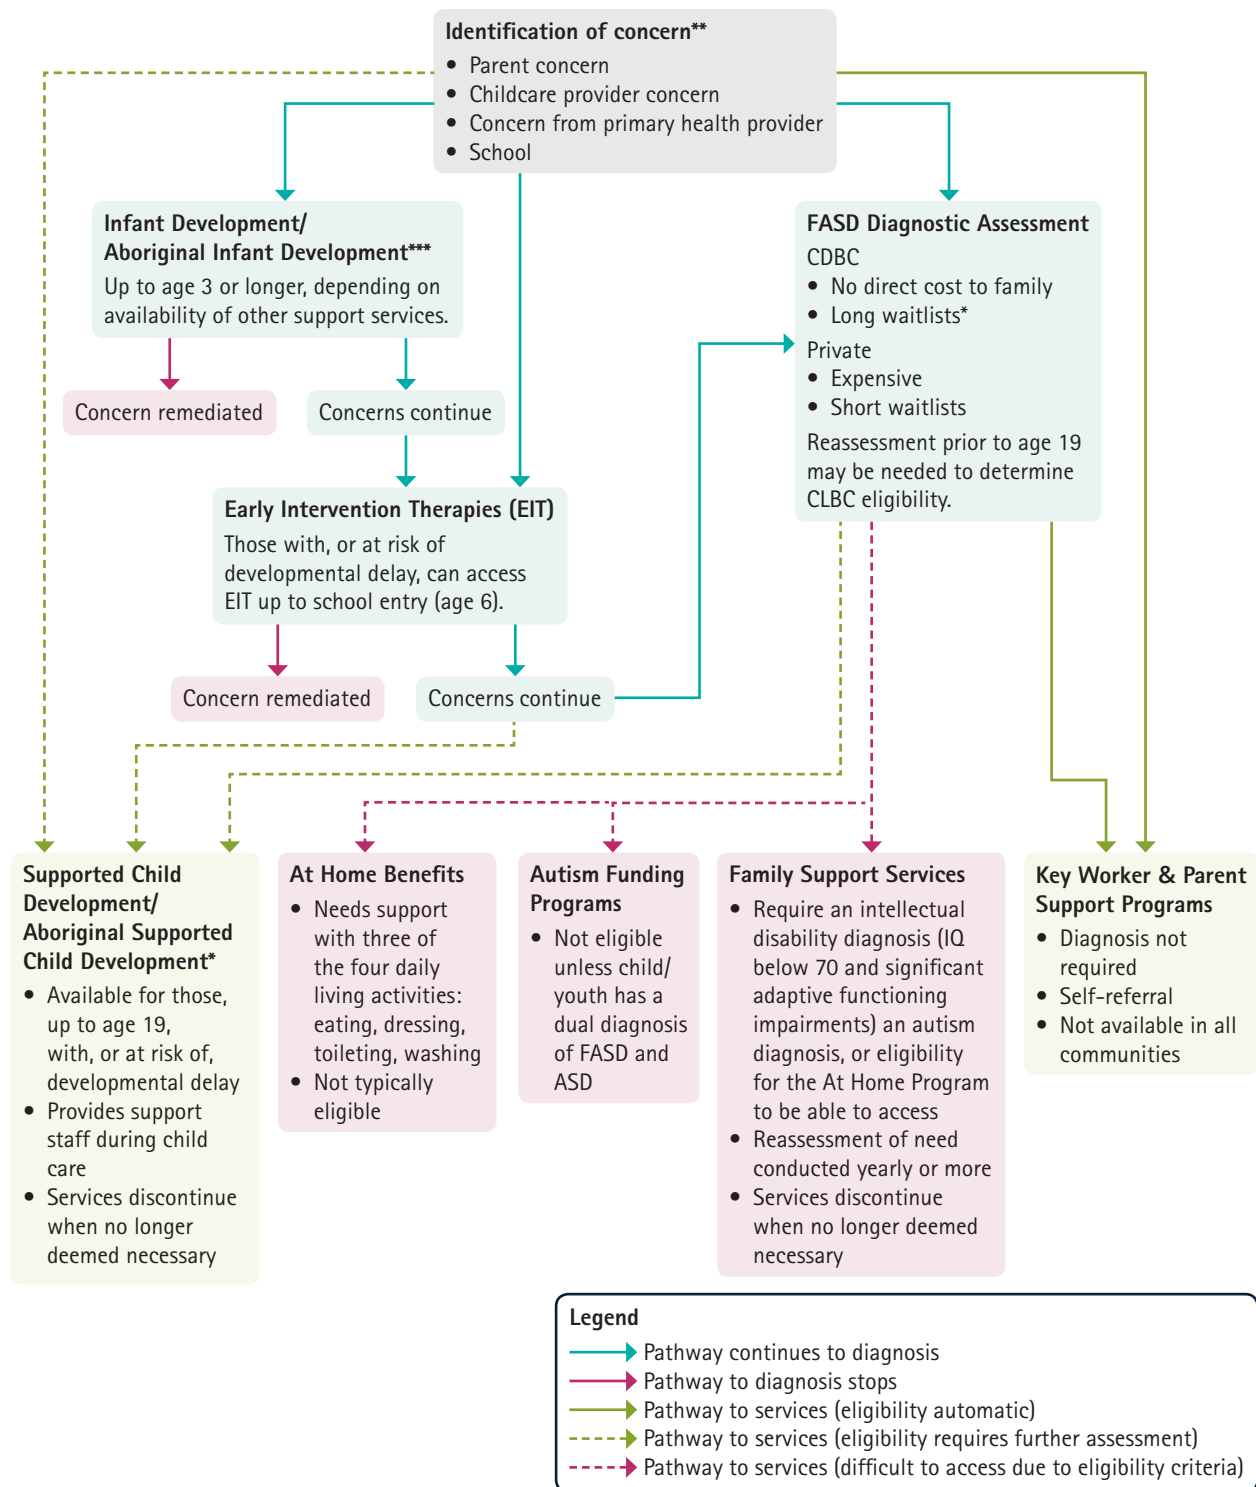 Identification of concern**
• Parent concern
• Childcare provider concern
• Concern from primary health provider
• School
Infant Development/
Aboriginal Infant Development***
Up to age 3 or longer, depending on
availability of other support services.
FASD Diagnostic Assessment
CDBC
• No direct cost to family
• Long waitlists*
Private
• Expensive
• Short waitlists
Reassessment prior to age 19
may be needed to determine
CLBC eligibility.
Concern remediated
Concerns continue
Early Intervention Therapies (EIT)
Those with, or at risk of
developmental delay, can access
EIT up to school entry (age 6).
Concern remediated
Concerns continue
Supported Child
Development/
Aboriginal Supported
Child Development*
• Available for those,
up to age 19,
with, or at risk of,
developmental delay
• Provides support
staff during child
care
• Services discontinue
when no longer
deemed necessary
At Home Benefits
• Needs support
with three of
the four daily
living activities:
eating, dressing,
toileting, washing
• Not typically
eligible
Autism Funding
Programs
• Not eligible
unless child/
youth has a
dual diagnosis
of FASD and
ASD
Family Support Services
• Require an intellectual
disability diagnosis (IQ
below 70 and significant
adaptive functioning
impairments) an autism
diagnosis, or eligibility
for the At Home Program
to be able to access
• Reassessment of need
conducted yearly or more
• Services discontinue
when no longer deemed
necessary
Key Worker & Parent
Support Programs
• Diagnosis not
required
• Self-referral
• Not available in all
communities
Legend
Pathway continues to diagnosis
Pathway to diagnosis stops
Pathway to services (eligibility automatic)
Pathway to services (eligibility requires further assessment)
Pathway to services (difficult to access due to eligibility criteria)